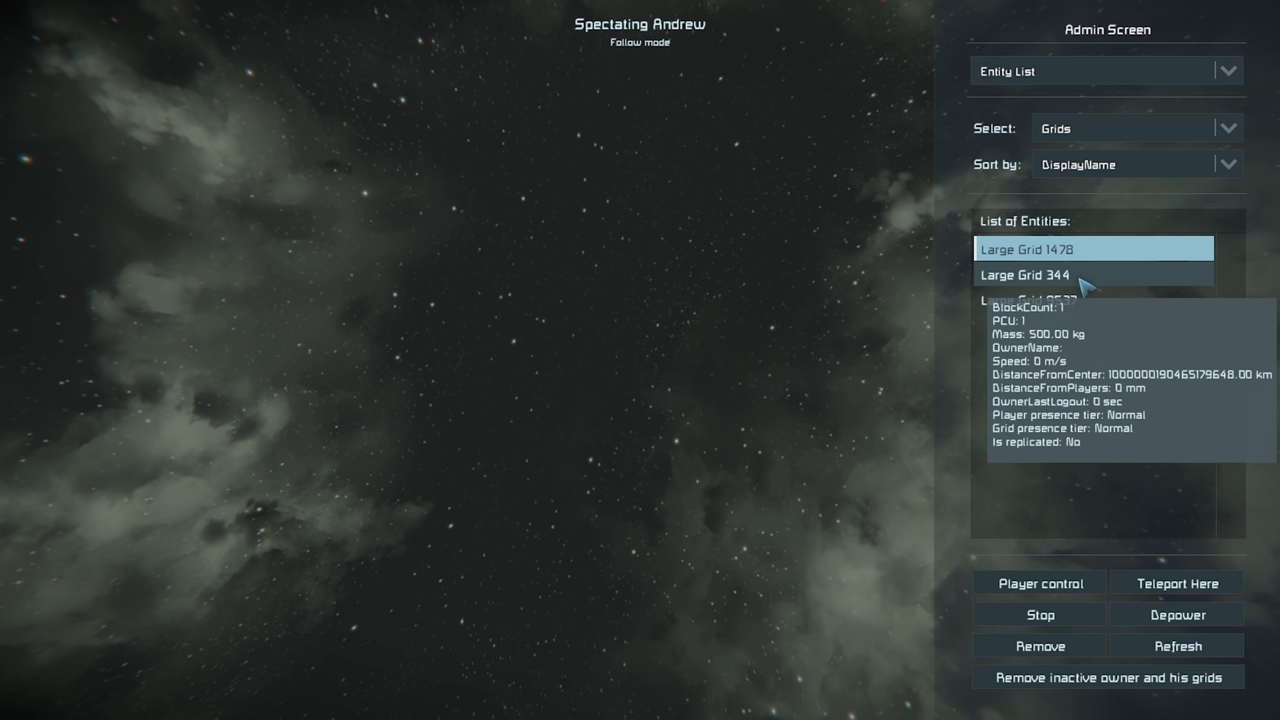 Spectating Andrew
Follow mode
Admin Screen
Entity List
Select: Grids
Sort by: DisplayName
List of Entities:
Large Grid 1478
Large Grid 344
Large Grid 8537
BlockCount: 1
PCU: 1
Mass: 500.00 kg
OwnerName:
Speed: 0 m/s
DistanceFromCenter: 1000000190465179648.00 km
DistanceFromPlayers: 0 mm
OwnerLastLogout: 0 sec
Player presence tier: Normal
Grid presence tier: Normal
Is replicated: No
Player control
Teleport Here
Stop
Depower
Remove
Refresh
Remove inactive owner and his grids